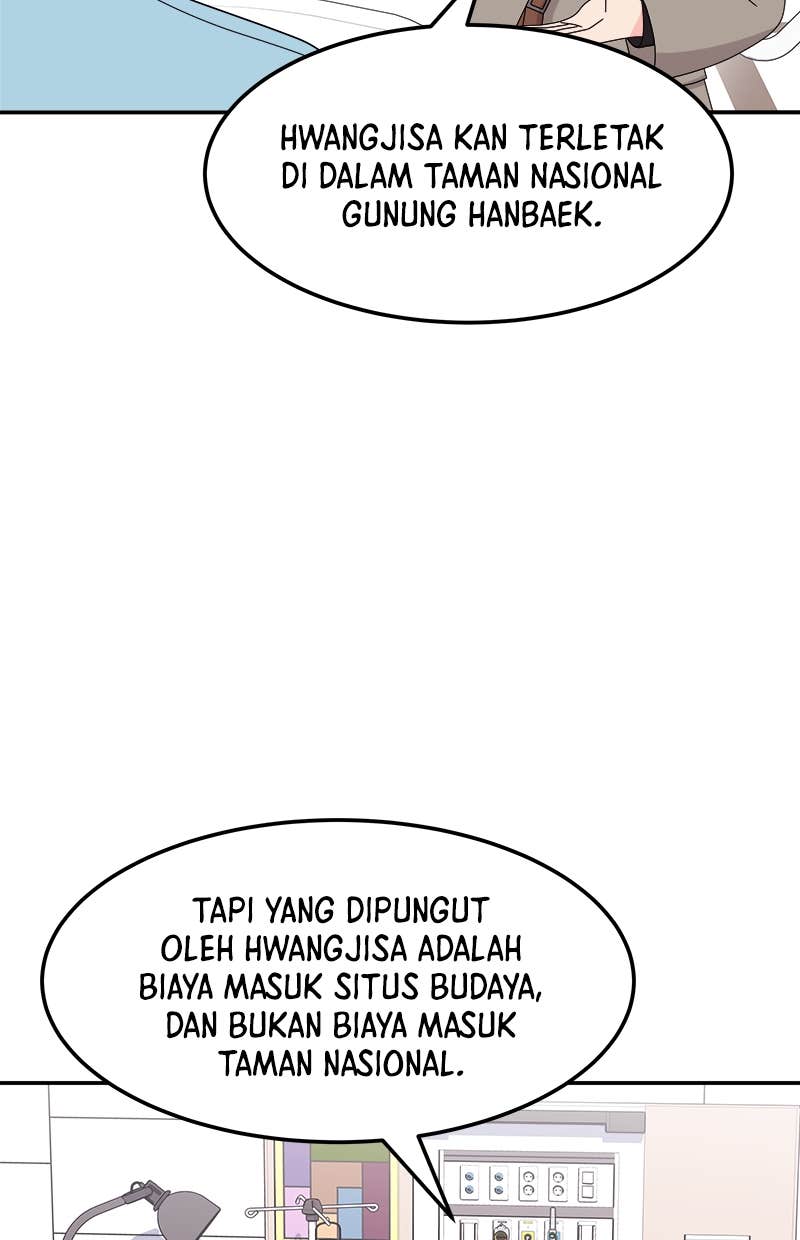 HWANGJISA KAN TERLETAK
DI DALAM TAMAN NASIONAL
GUNUNG HANBAEK.
TAPI YANG DIPUNGUT
OLEH HWANGJISA ADALAH
BIAYA MASUK SITUS BUDAYA,
DAN BUKAN BIAYA MASUK
TAMAN NASIONAL.